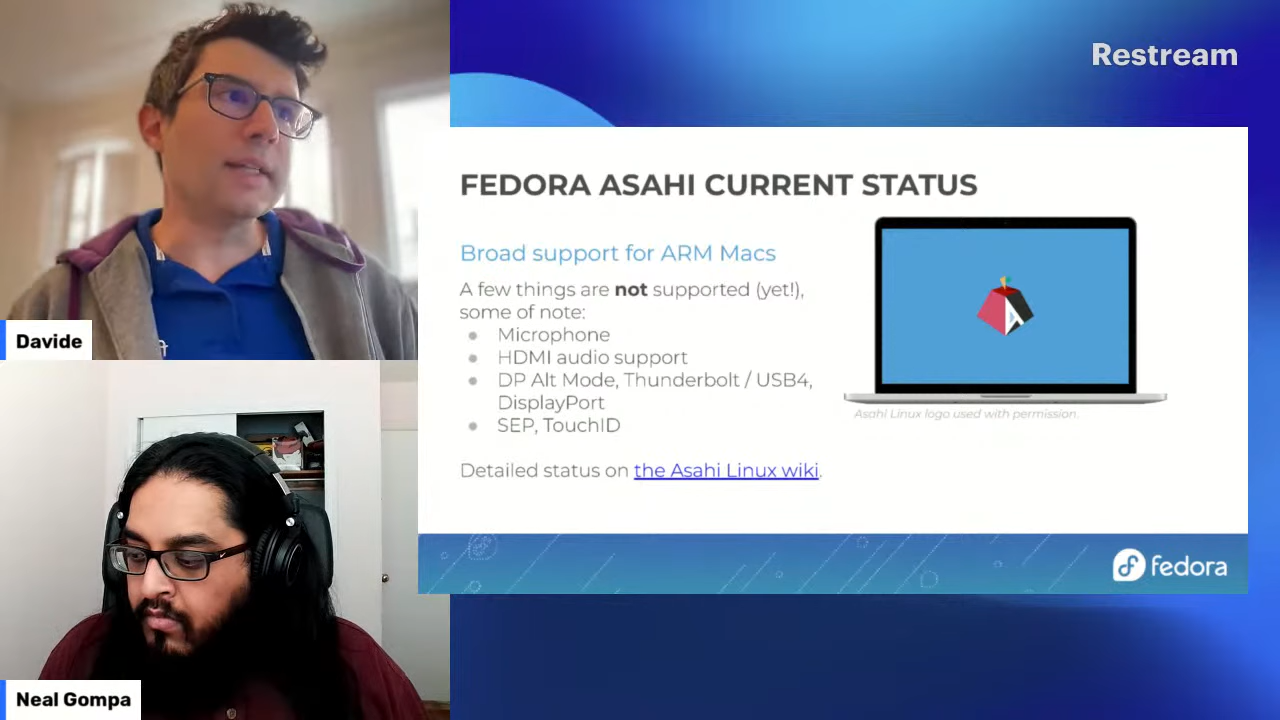 Restream
FEDORA ASAHI CURRENT STATUS
Broad support for ARM Macs
A few things are not supported (yet!),
some of note:
Microphone
HDMI audio support
DP Alt Mode, Thunderbolt / USB4,
DisplayPort
SEP, TouchID
Detailed status on the Asahi Linux wiki.
Asahi Linux logo used with permission.
fedora
Davide
Neal Gompa